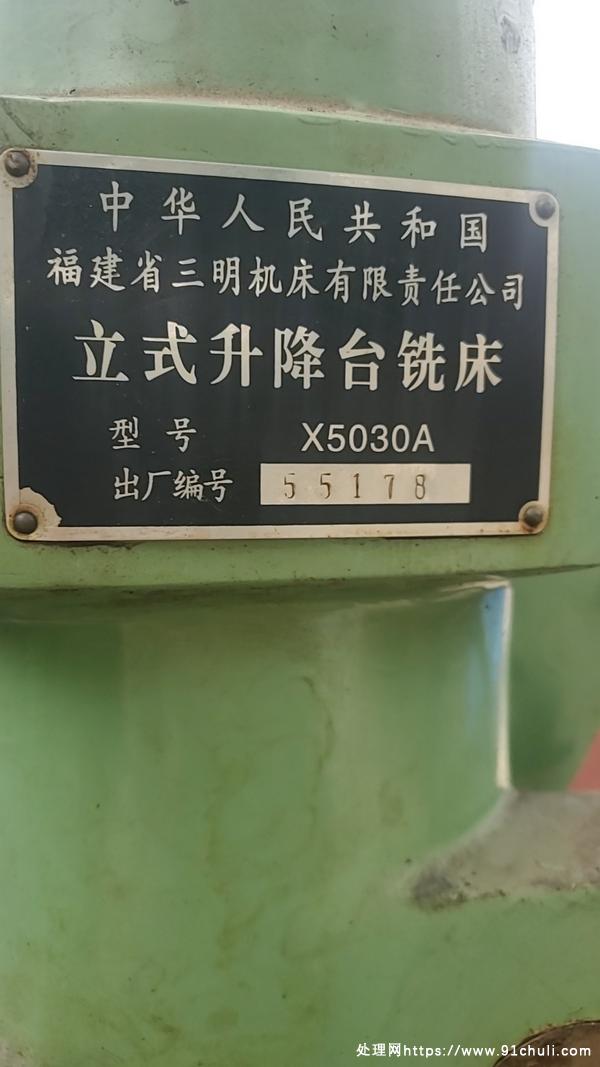 中华人民共和国
福建省三明机床有限责任公司
立式升降台铣床
型号 X5030A
出厂编号 55178
处理网https://www.91chuli.com/